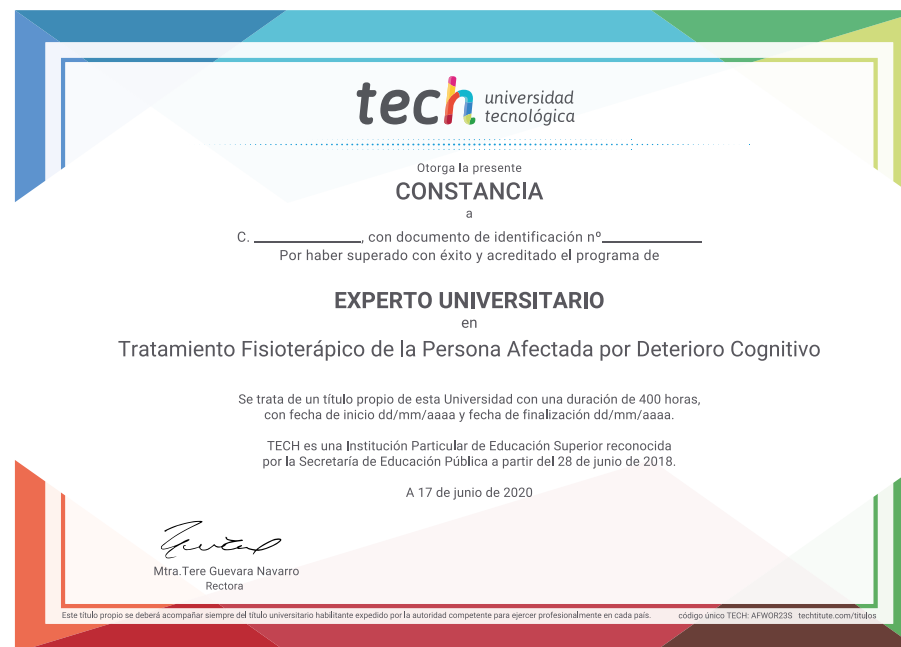 tech universidad
tecnológica
Otorga la presente
CONSTANCIA
a
C. ______________, con documento de identificación nº______________
Por haber superado con éxito y acreditado el programa de
EXPERTO UNIVERSITARIO
en
Tratamiento Fisioterápico de la Persona Afectada por Deterioro Cognitivo
Se trata de un título propio de esta Universidad con una duración de 400 horas,
con fecha de inicio dd/mm/aaaa y fecha de finalización dd/mm/aaaa.
TECH es una Institución Particular de Educación Superior reconocida
por la Secretaría de Educación Pública a partir del 28 de junio de 2018.
A 17 de junio de 2020
Mtra.Tere Guevara Navarro
Rectora
Este título propio se deberá acompañar siempre del título universitario habilitante expedido por la autoridad competente para ejercer profesionalmente en cada país. código único TECH: AFWOR23S techtitute.com/titulos